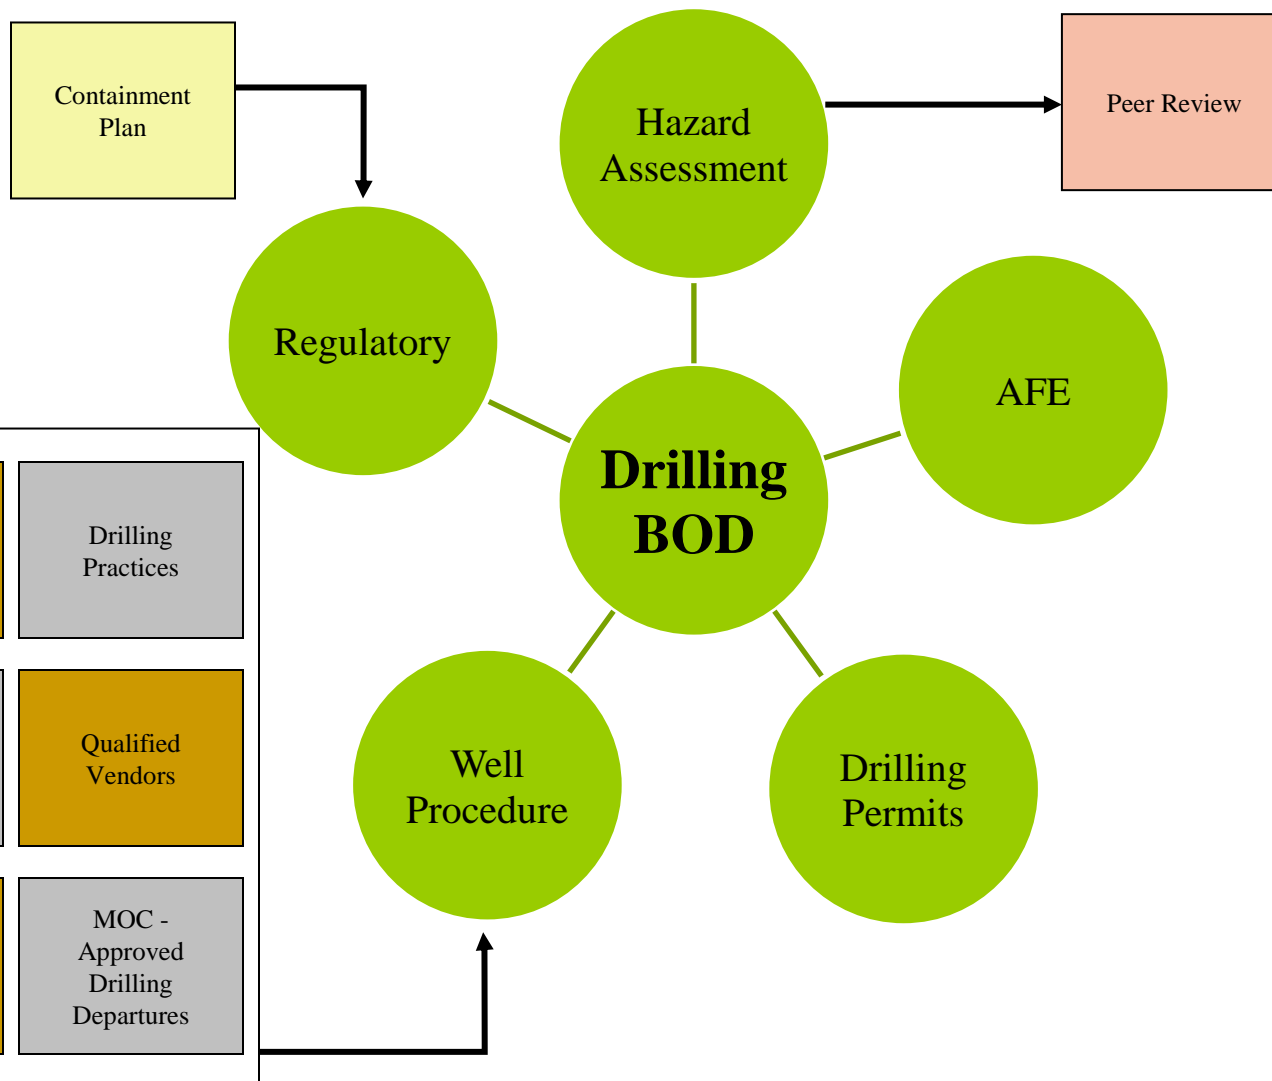 Containment
Plan
Hazard
Assessment
Peer Review
Regulatory
AFE
Drilling
BOD
Drilling
Practices
Qualified
Vendors
Well
Procedure
Drilling
Permits
MOC -
Approved
Drilling
Departures